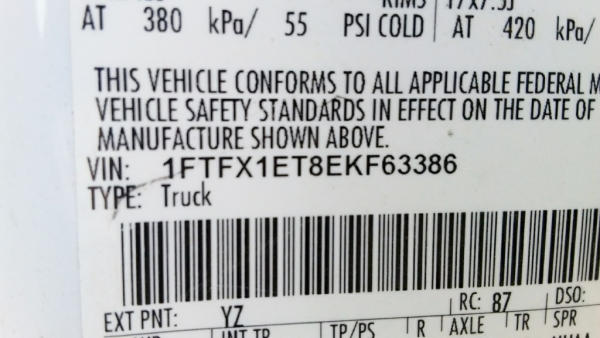 AT 380 kPa/ 55 PSI COLD AT 420 kPa/
THIS VEHICLE CONFORMS TO ALL APPLICABLE FEDERAL M
VEHICLE SAFETY STANDARDS IN EFFECT ON THE DATE OF
MANUFACTURE SHOWN ABOVE.
VIN: 1FTFX1ET8EKF63386
TYPE: Truck
EXT PNT: YZ RC: 87 DSO:
INT TR TP/PS R AXLE TR SPR